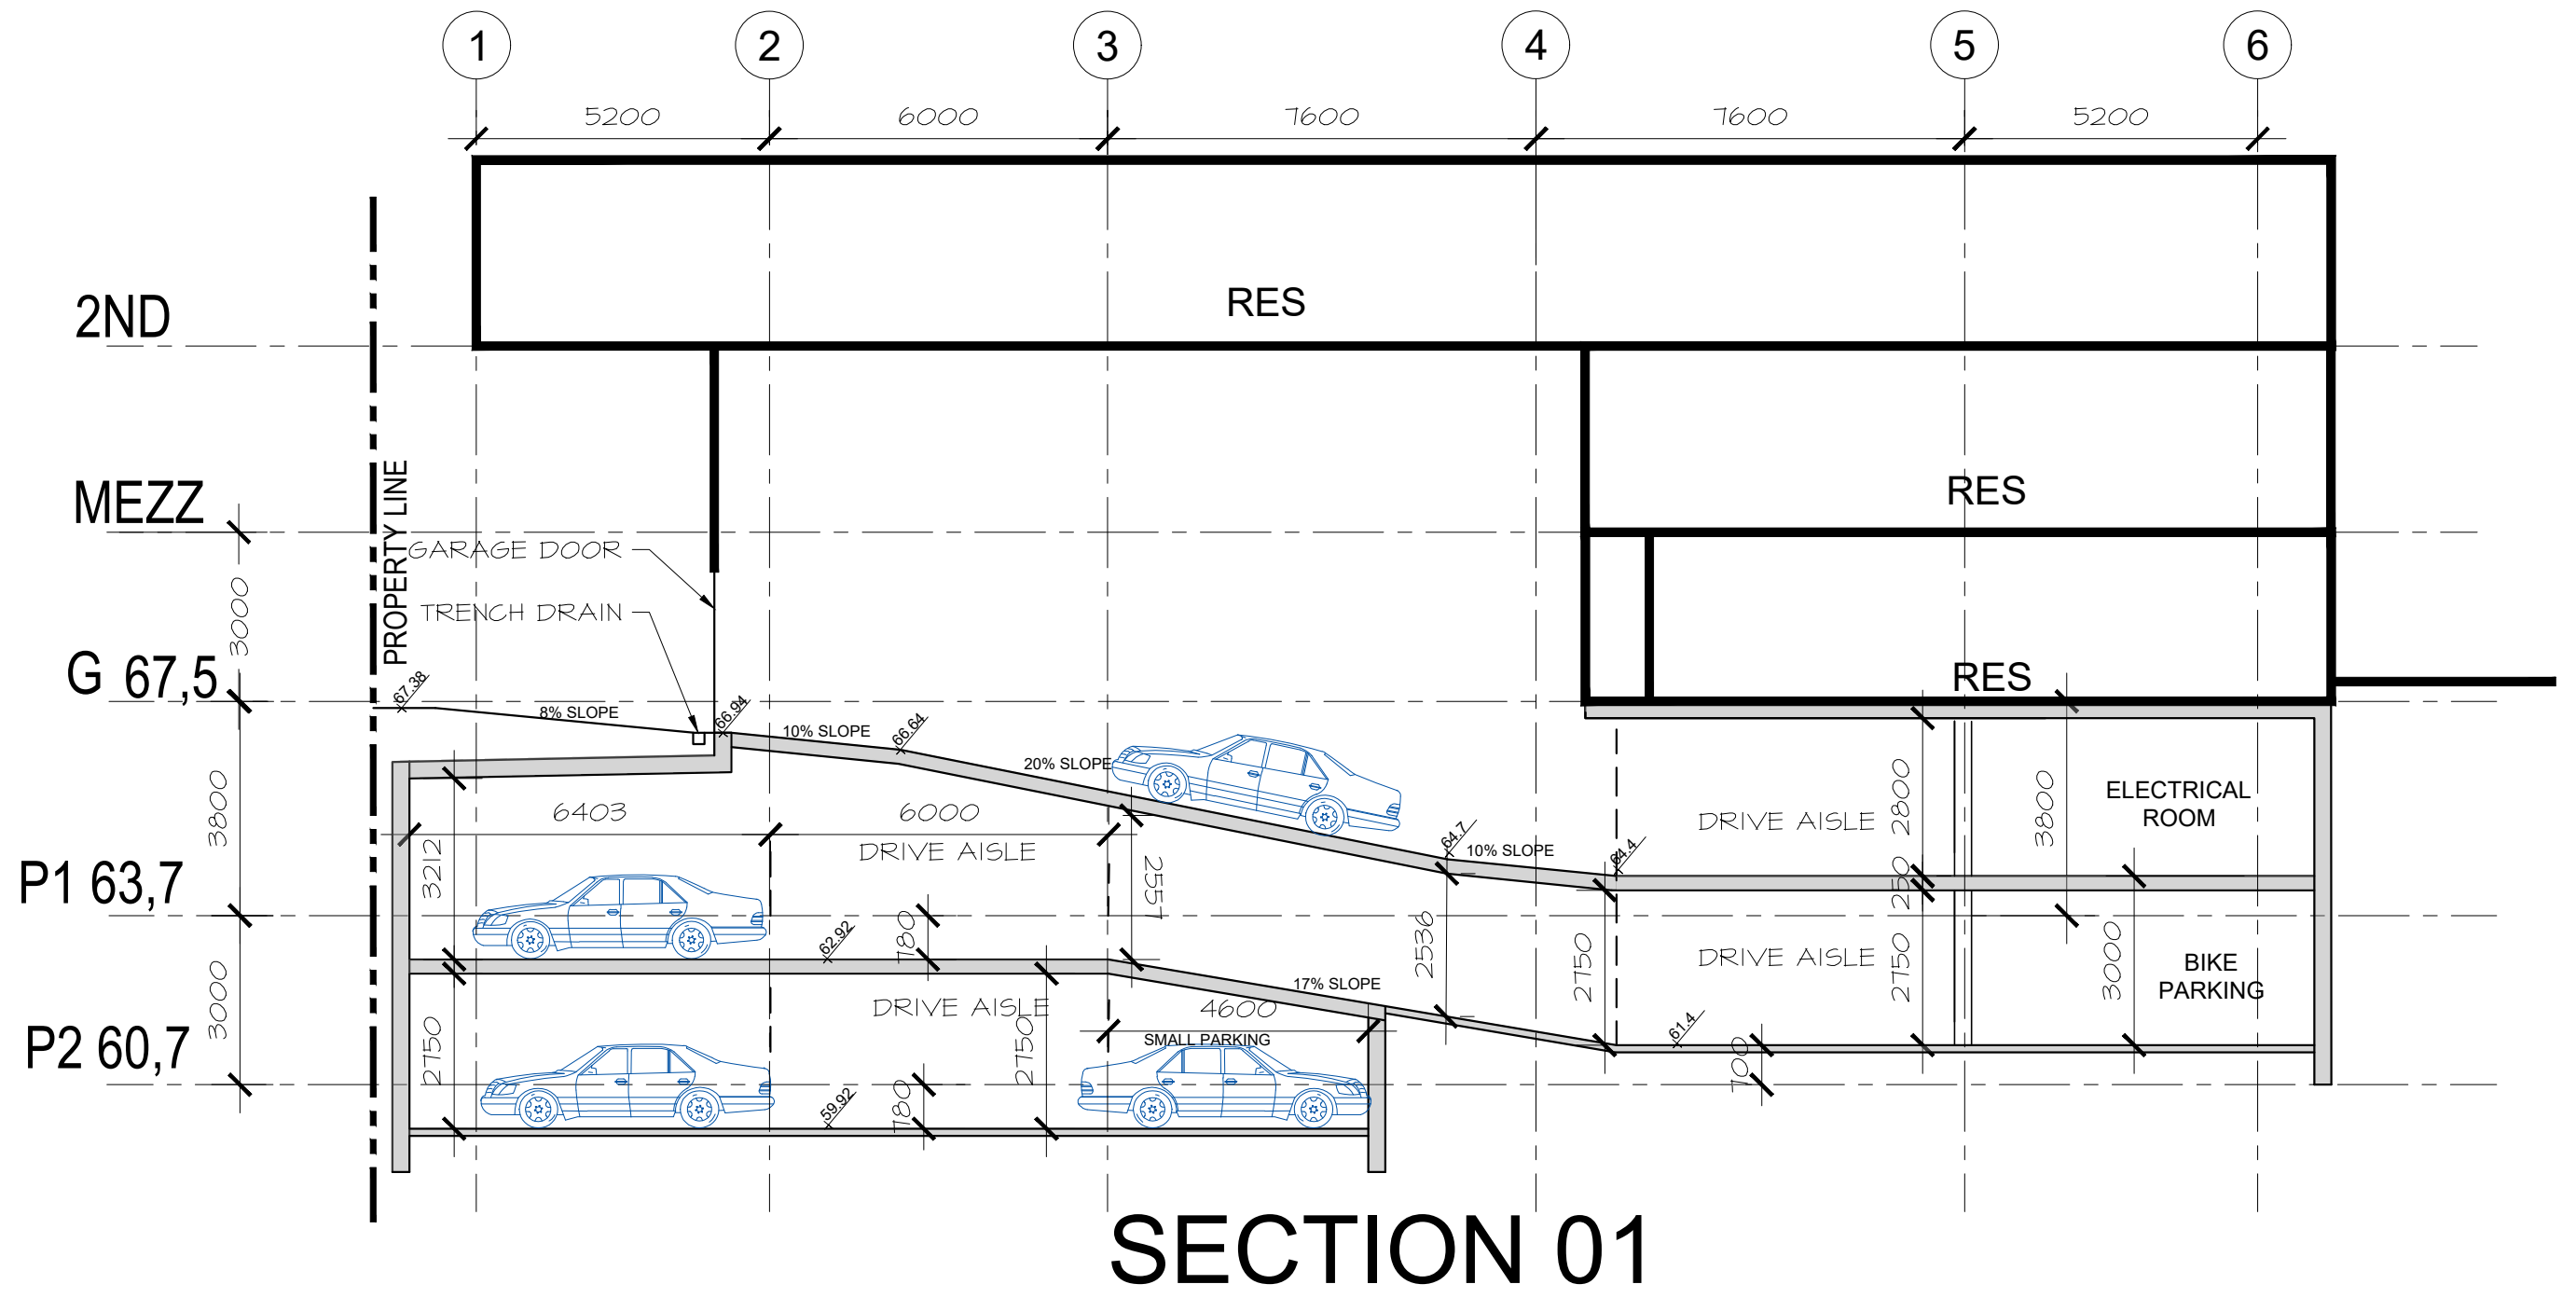 1 2 3 4 5 6
5200 6000 7600 7600 5200
2ND
RES
MEZZ
RES
PROPERTY LINE
GARAGE DOOR
TRENCH DRAIN
3000
G 67,5
RES
67.38
8% SLOPE
66.94
10% SLOPE
66.64
20% SLOPE
3800
6403
6000
DRIVE AISLE
3212
2557
64.7
10% SLOPE
64.4
DRIVE AISLE
2800
3800
ELECTRICAL
ROOM
250
P1 63,7
62.92
780
2536
2750
DRIVE AISLE
2750
3000
BIKE
PARKING
3000
DRIVE AISLE
17% SLOPE
4600
SMALL PARKING
61.4
700
P2 60,7
2750
2750
59.92
780
SECTION 01